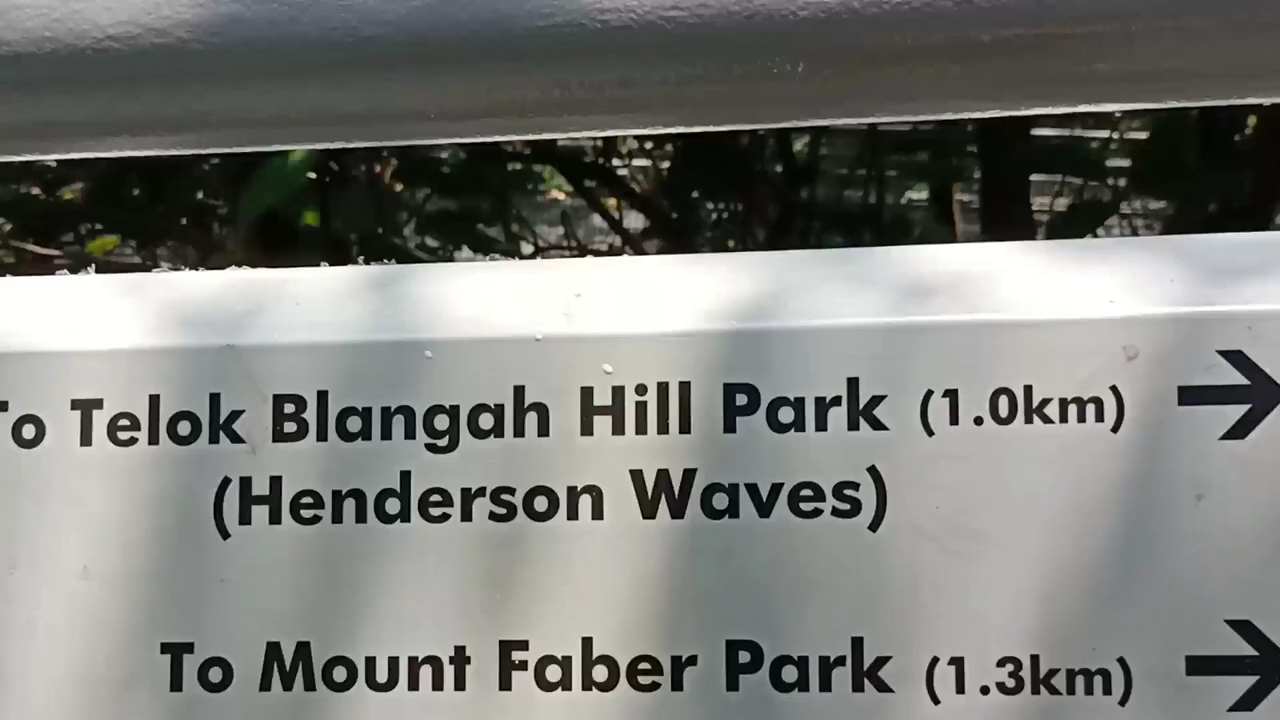 To Telok Blangah Hill Park (1.0km) →
(Henderson Waves)
To Mount Faber Park (1.3km) →